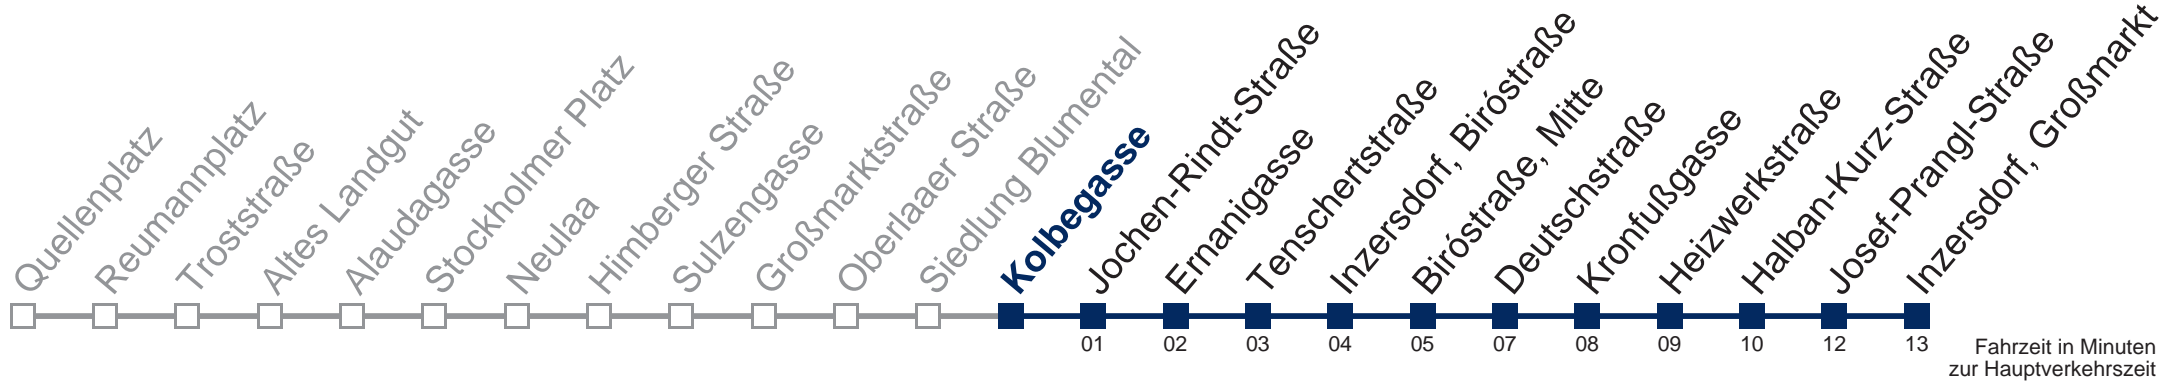 Quellenplatz
Reumannplatz
Troststraße
Altes Landgut
Alaudagasse
Stockholmer Platz
Neulaa
Himberger Straße
Sulzengasse
Großmarktstraße
Oberlaaer Straße
Siedlung Blumental
Kolbegasse
Jochen-Rindt-Straße
Ernanigasse
Tenschertstraße
Inzersdorf, Biróstraße
Biróstraße, Mitte
Deutschstraße
Kronfußgasse
Heizwerkstraße
Halban-Kurz-Straße
Josef-Prangl-Straße
Inzersdorf, Großmarkt
01 02 03 04 05 07 08 09 10 12 13
Fahrzeit in Minuten
zur Hauptverkehrszeit